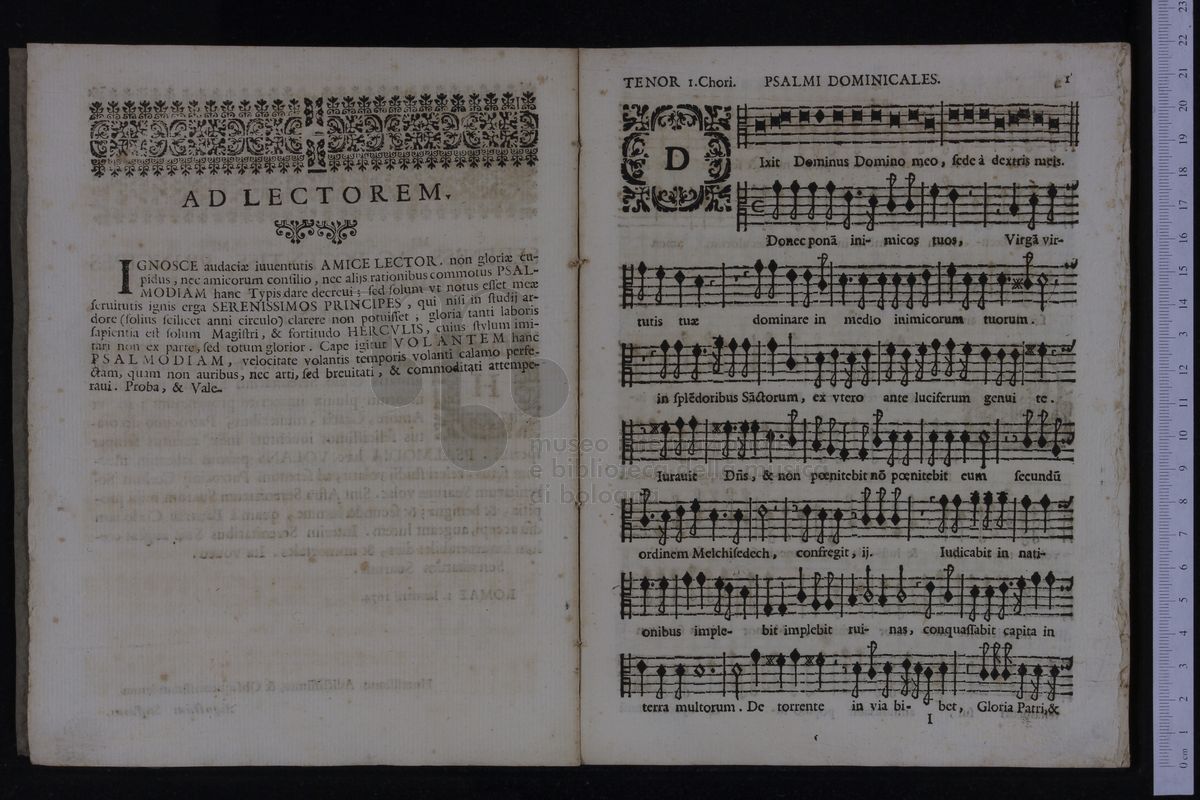 AD LECTOREM.
IGNOSCE audaciæ iuuentutis AMICE LECTOR. non gloriæ cu-
pidus, nec amicorum consilio, nec alijs rationibus commotus PSAL-
MODIAM hanc Typis dare decreui; sed solum vt notus esset meæ
seruitutis ignis erga SERENISSIMOS PRINCIPES, qui nisi in studij ar-
dore (solius scilicet anni circulo) clarere non potuisset, gloria tanti laboris
sapientia est solum Magistri, & fortitudo HERCVLIS, cuius stylum imi-
tari non ex parte, sed totum glorior. Cape igitur VOLANTEM hanc
PSALMODIAM, velocitate volantis temporis volanti calamo perfe-
ctam, quam non auribus, nec arti, sed breuitati, & commoditati attempe-
raui. Proba, & Vale.
TENOR 1.Chori. PSALMI DOMINICALES. 1
DIxit Dominus Domino meo, sede à dextris meis.
Donec ponã ini- micos tuos, Virgã vir-
tutis tuæ dominare in medio inimicorum tuorum.
in splẽdoribus Sãctorum, ex vtero ante luciferum genui te.
Iurauit Dñs, & non pœnitebit nõ pœnitebit eum secundũ
ordinem Melchisedech, confregit, ij. Iudicabit in nati-
onibus imple- bit implebit rui- nas, conquassabit capita in
terra multorum. De torrente in via bi- bet, Gloria Patri,&
I
museo
e biblioteca della musica
di bologna